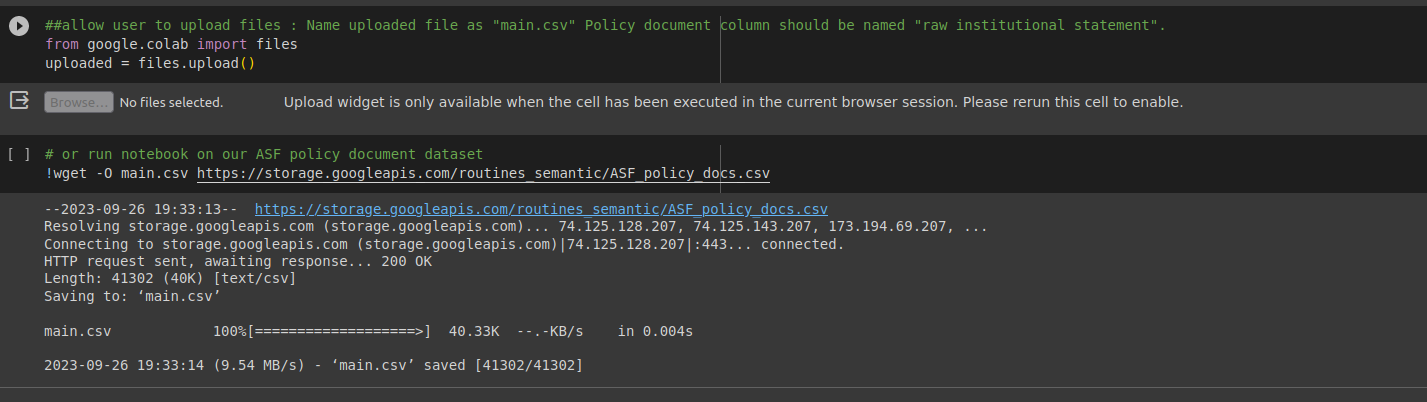 ##allow user to upload files : Name uploaded file as "main.csv" Policy document column should be named "raw institutional statement".
from google.colab import files
uploaded = files.upload()
Browse... No files selected. Upload widget is only available when the cell has been executed in the current browser session. Please rerun this cell to enable.
[ ] # or run notebook on our ASF policy document dataset
!wget -O main.csv https://storage.googleapis.com/routines_semantic/ASF_policy_docs.csv
--2023-09-26 19:33:13-- https://storage.googleapis.com/routines_semantic/ASF_policy_docs.csv
Resolving storage.googleapis.com (storage.googleapis.com)... 74.125.128.207, 74.125.143.207, 173.194.69.207, ...
Connecting to storage.googleapis.com (storage.googleapis.com)|74.125.128.207|:443... connected.
HTTP request sent, awaiting response... 200 OK
Length: 41302 (40K) [text/csv]
Saving to: ‘main.csv’
main.csv 100%[===================>] 40.33K --.-KB/s in 0.004s
2023-09-26 19:33:14 (9.54 MB/s) - ‘main.csv’ saved [41302/41302]